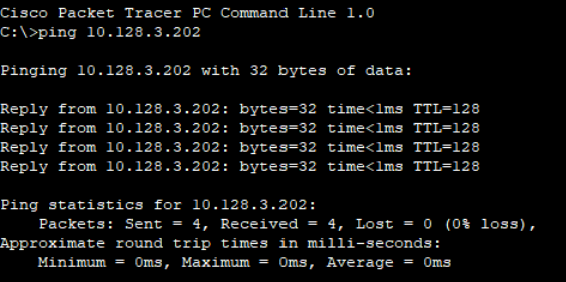 Cisco Packet Tracer PC Command Line 1.0
C:\>ping 10.128.3.202
Pinging 10.128.3.202 with 32 bytes of data:
Reply from 10.128.3.202: bytes=32 time<1ms TTL=128
Reply from 10.128.3.202: bytes=32 time<1ms TTL=128
Reply from 10.128.3.202: bytes=32 time<1ms TTL=128
Reply from 10.128.3.202: bytes=32 time<1ms TTL=128
Ping statistics for 10.128.3.202:
Packets: Sent = 4, Received = 4, Lost = 0 (0% loss),
Approximate round trip times in milli-seconds:
Minimum = 0ms, Maximum = 0ms, Average = 0ms